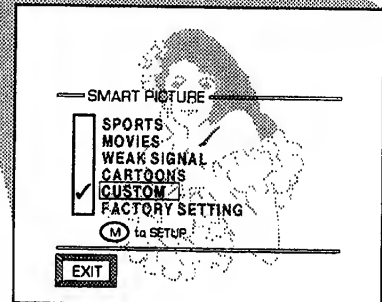 SMART PICTURE
SPORTS
MOVIES
WEAK SIGNAL
CARTOONS
CUSTOM
FACTORY SETTING
M to SETUP
EXIT